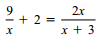 9/x + 2 = 2x/(x + 3)